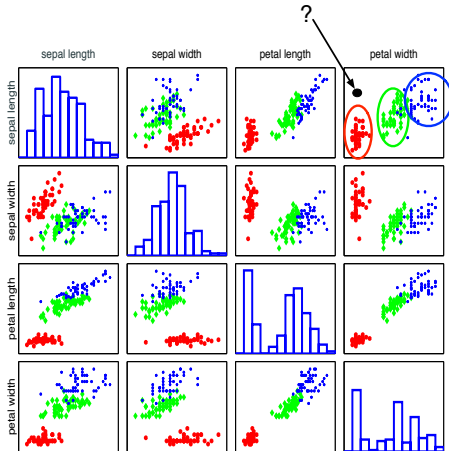 ?
sepal length sepal width petal length petal width
sepal length
sepal width
petal length
petal width